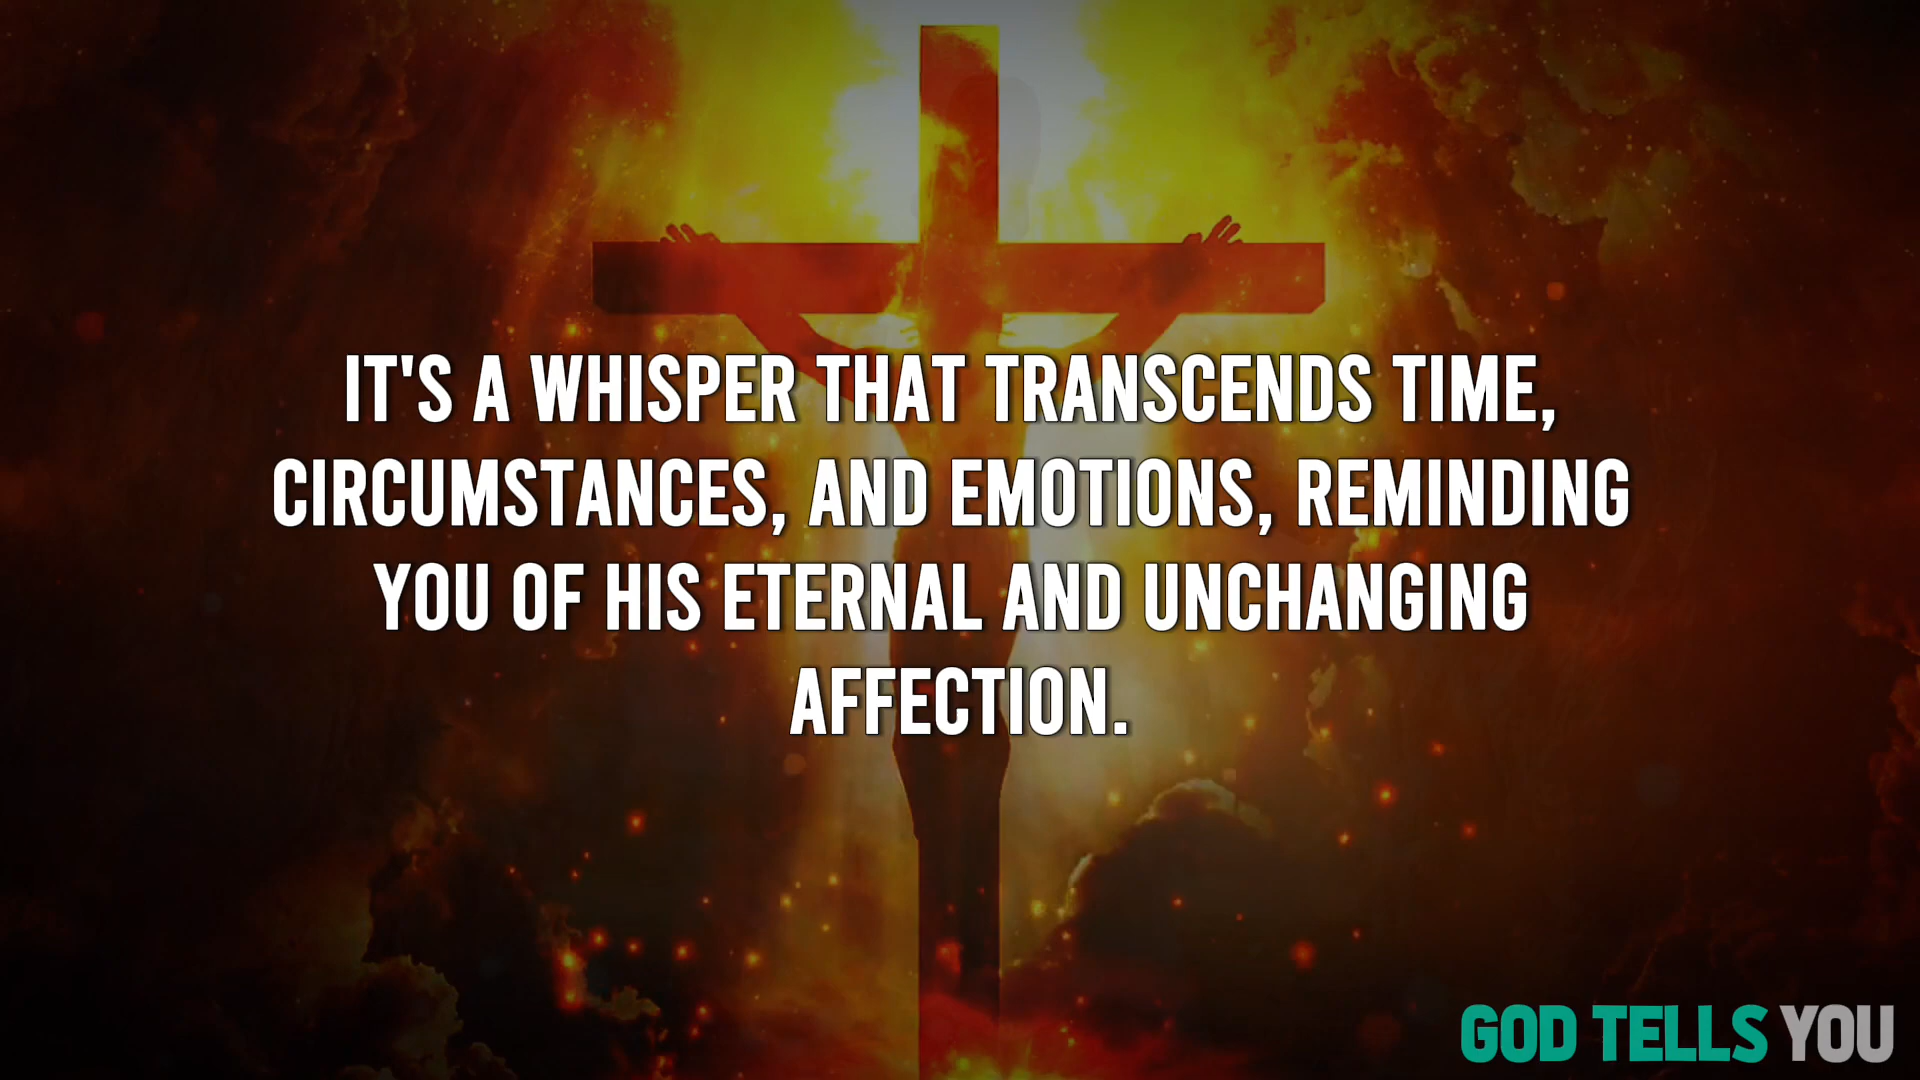 IT'S A WHISPER THAT TRANSCENDS TIME,
CIRCUMSTANCES, AND EMOTIONS, REMINDING
YOU OF HIS ETERNAL AND UNCHANGING
AFFECTION.
GOD TELLS YOU